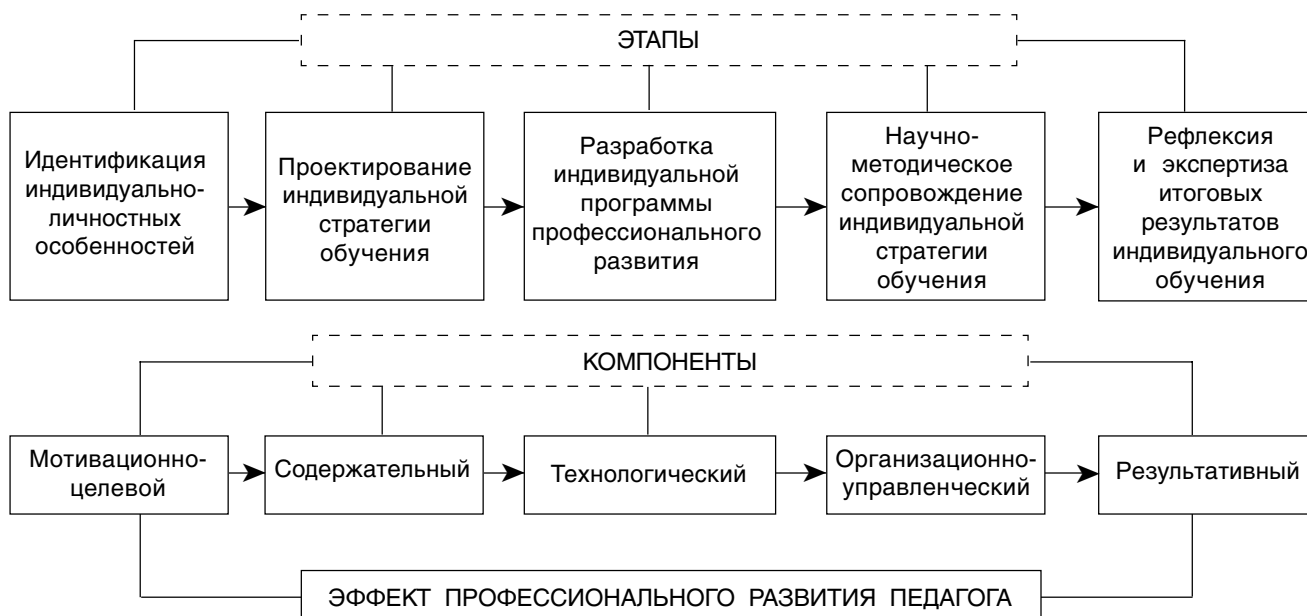 ЭТАПЫ
Идентификация
индивидуально-
личностных
особенностей
Проектирование
индивидуальной
стратегии
обучения
Разработка
индивидуальной
программы
профессионального
развития
Научно-
методическое
сопровождение
индивидуальной
стратегии
обучения
Рефлексия
и экспертиза
итоговых
результатов
индивидуального
обучения
КОМПОНЕНТЫ
Мотивационно-
целевой
Содержательный
Технологический
Организационно-
управленческий
Результативный
ЭФФЕКТ ПРОФЕССИОНАЛЬНОГО РАЗВИТИЯ ПЕДАГОГА